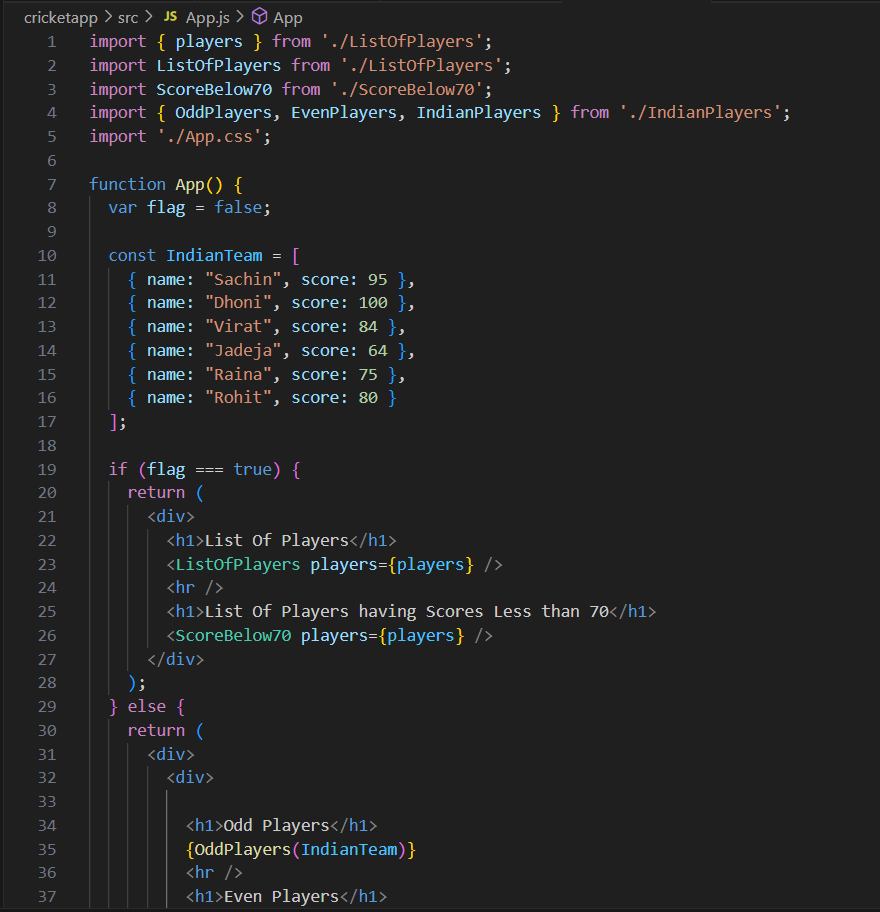 cricketapp > src > JS App.js > App
1 import { players } from './ListOfPlayers';
2 import ListOfPlayers from './ListOfPlayers';
3 import ScoreBelow70 from './ScoreBelow70';
4 import { OddPlayers, EvenPlayers, IndianPlayers } from './IndianPlayers';
5 import './App.css';
6
7 function App() {
8   var flag = false;
9
10   const IndianTeam = [
11     { name: "Sachin", score: 95 },
12     { name: "Dhoni", score: 100 },
13     { name: "Virat", score: 84 },
14     { name: "Jadeja", score: 64 },
15     { name: "Raina", score: 75 },
16     { name: "Rohit", score: 80 }
17   ];
18
19   if (flag === true) {
20     return (
21       <div>
22         <h1>List Of Players</h1>
23         <ListOfPlayers players={players} />
24         <hr />
25         <h1>List Of Players having Scores Less than 70</h1>
26         <ScoreBelow70 players={players} />
27       </div>
28     );
29   } else {
30     return (
31       <div>
32         <div>
33
34           <h1>Odd Players</h1>
35           {OddPlayers(IndianTeam)}
36           <hr />
37           <h1>Even Players</h1>